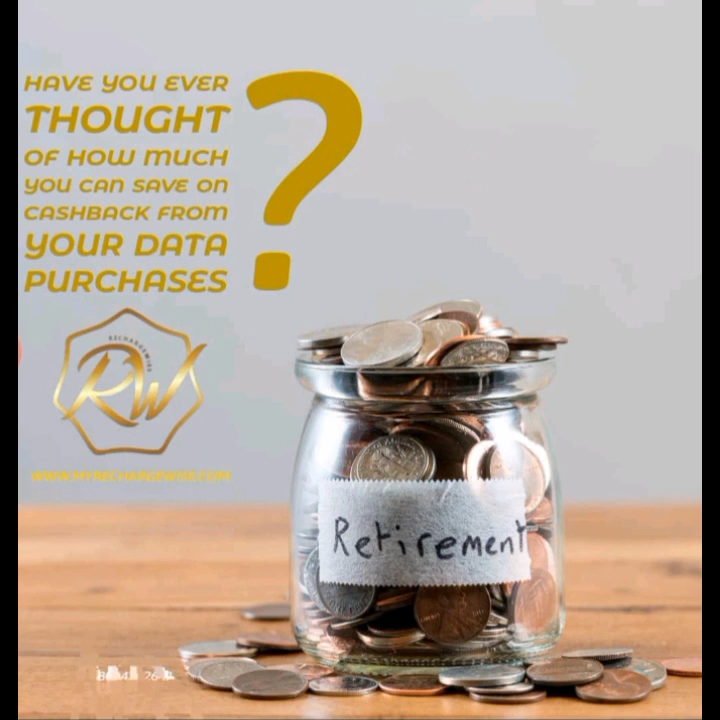 HAVE YOU EVER
THOUGHT
OF HOW MUCH
YOU CAN SAVE ON
CASHBACK FROM
YOUR DATA
PURCHASES
?
RECHARGEWISE
RW
WWW.MYRECHARGEWISE.COM
Retirement